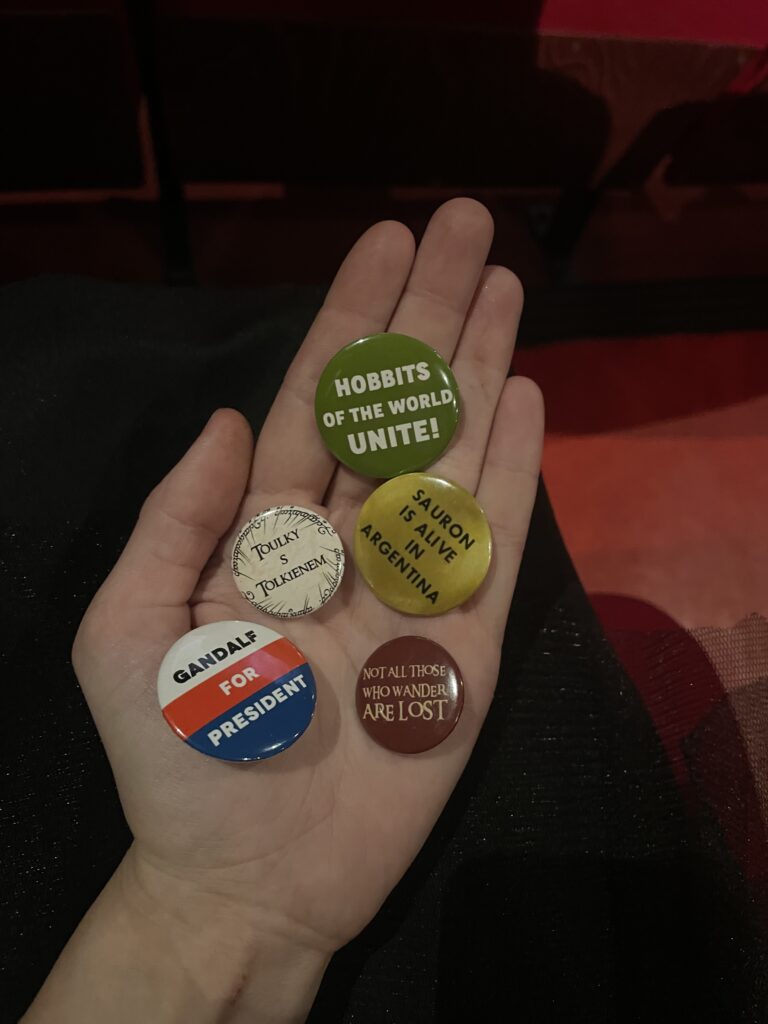 HOBBITS
OF THE WORLD
UNITE!
SAURON
IS ALIVE
IN
ARGENTINA
TOULKY
S
TOLKIENEM
GANDALF
FOR
PRESIDENT
NOT ALL THOSE
WHO WANDER
ARE LOST